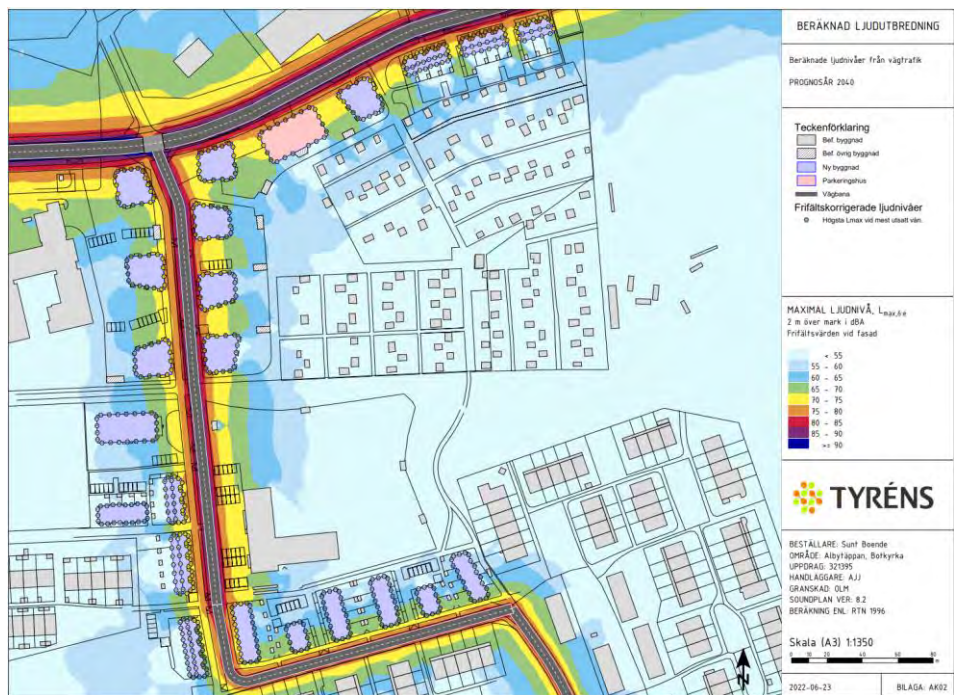 BERÄKNAD LJUDUTBREDNING
Beräknade ljudnivåer från vägtrafik
PROGNOSÅR 2040
Teckenförklaring
Bef. byggnad
Bef. övrig byggnad
Ny byggnad
Parkeringshus
Vägbana
Frifältskorrigerade ljudnivåer
Högsta Lmax vid mest utsatt vån.
MAXIMAL LJUDNIVÅ, Lmax,6:e
2 m över mark i dBA
Frifältsvärden vid fasad
< 55
55 - 60
60 - 65
65 - 70
70 - 75
75 - 80
80 - 85
85 - 90
>= 90
TYRÉNS
BESTÄLLARE: Sunt Boende
OMRÅDE: Albytäppan, Botkyrka
UPPDRAG: 321395
HANDLÄGGARE: AJJ
GRANSKAD: OLM
SOUNDPLAN VER: 8.2
BERÄKNING ENL: RTN 1996
Skala (A3) 1:1350
0 10 20 40 60 80
m
N
2022-06-23
BILAGA: AK02